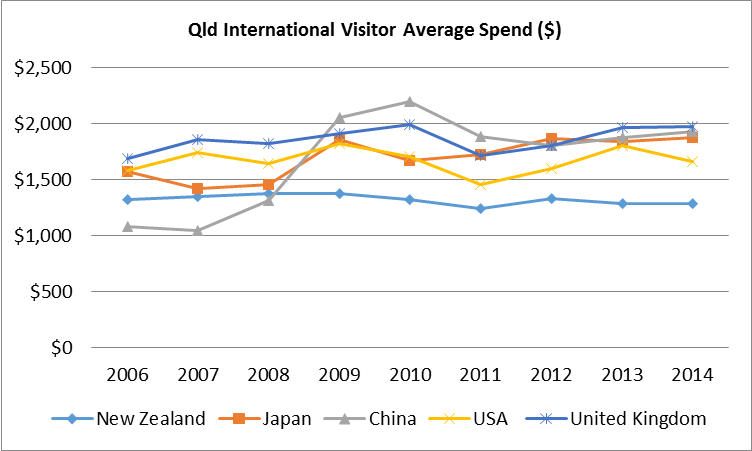 Qld International Visitor Average Spend ($)
$2,500
$2,000
$1,500
$1,000
$500
$0
2006 2007 2008 2009 2010 2011 2012 2013 2014
New Zealand Japan China USA United Kingdom